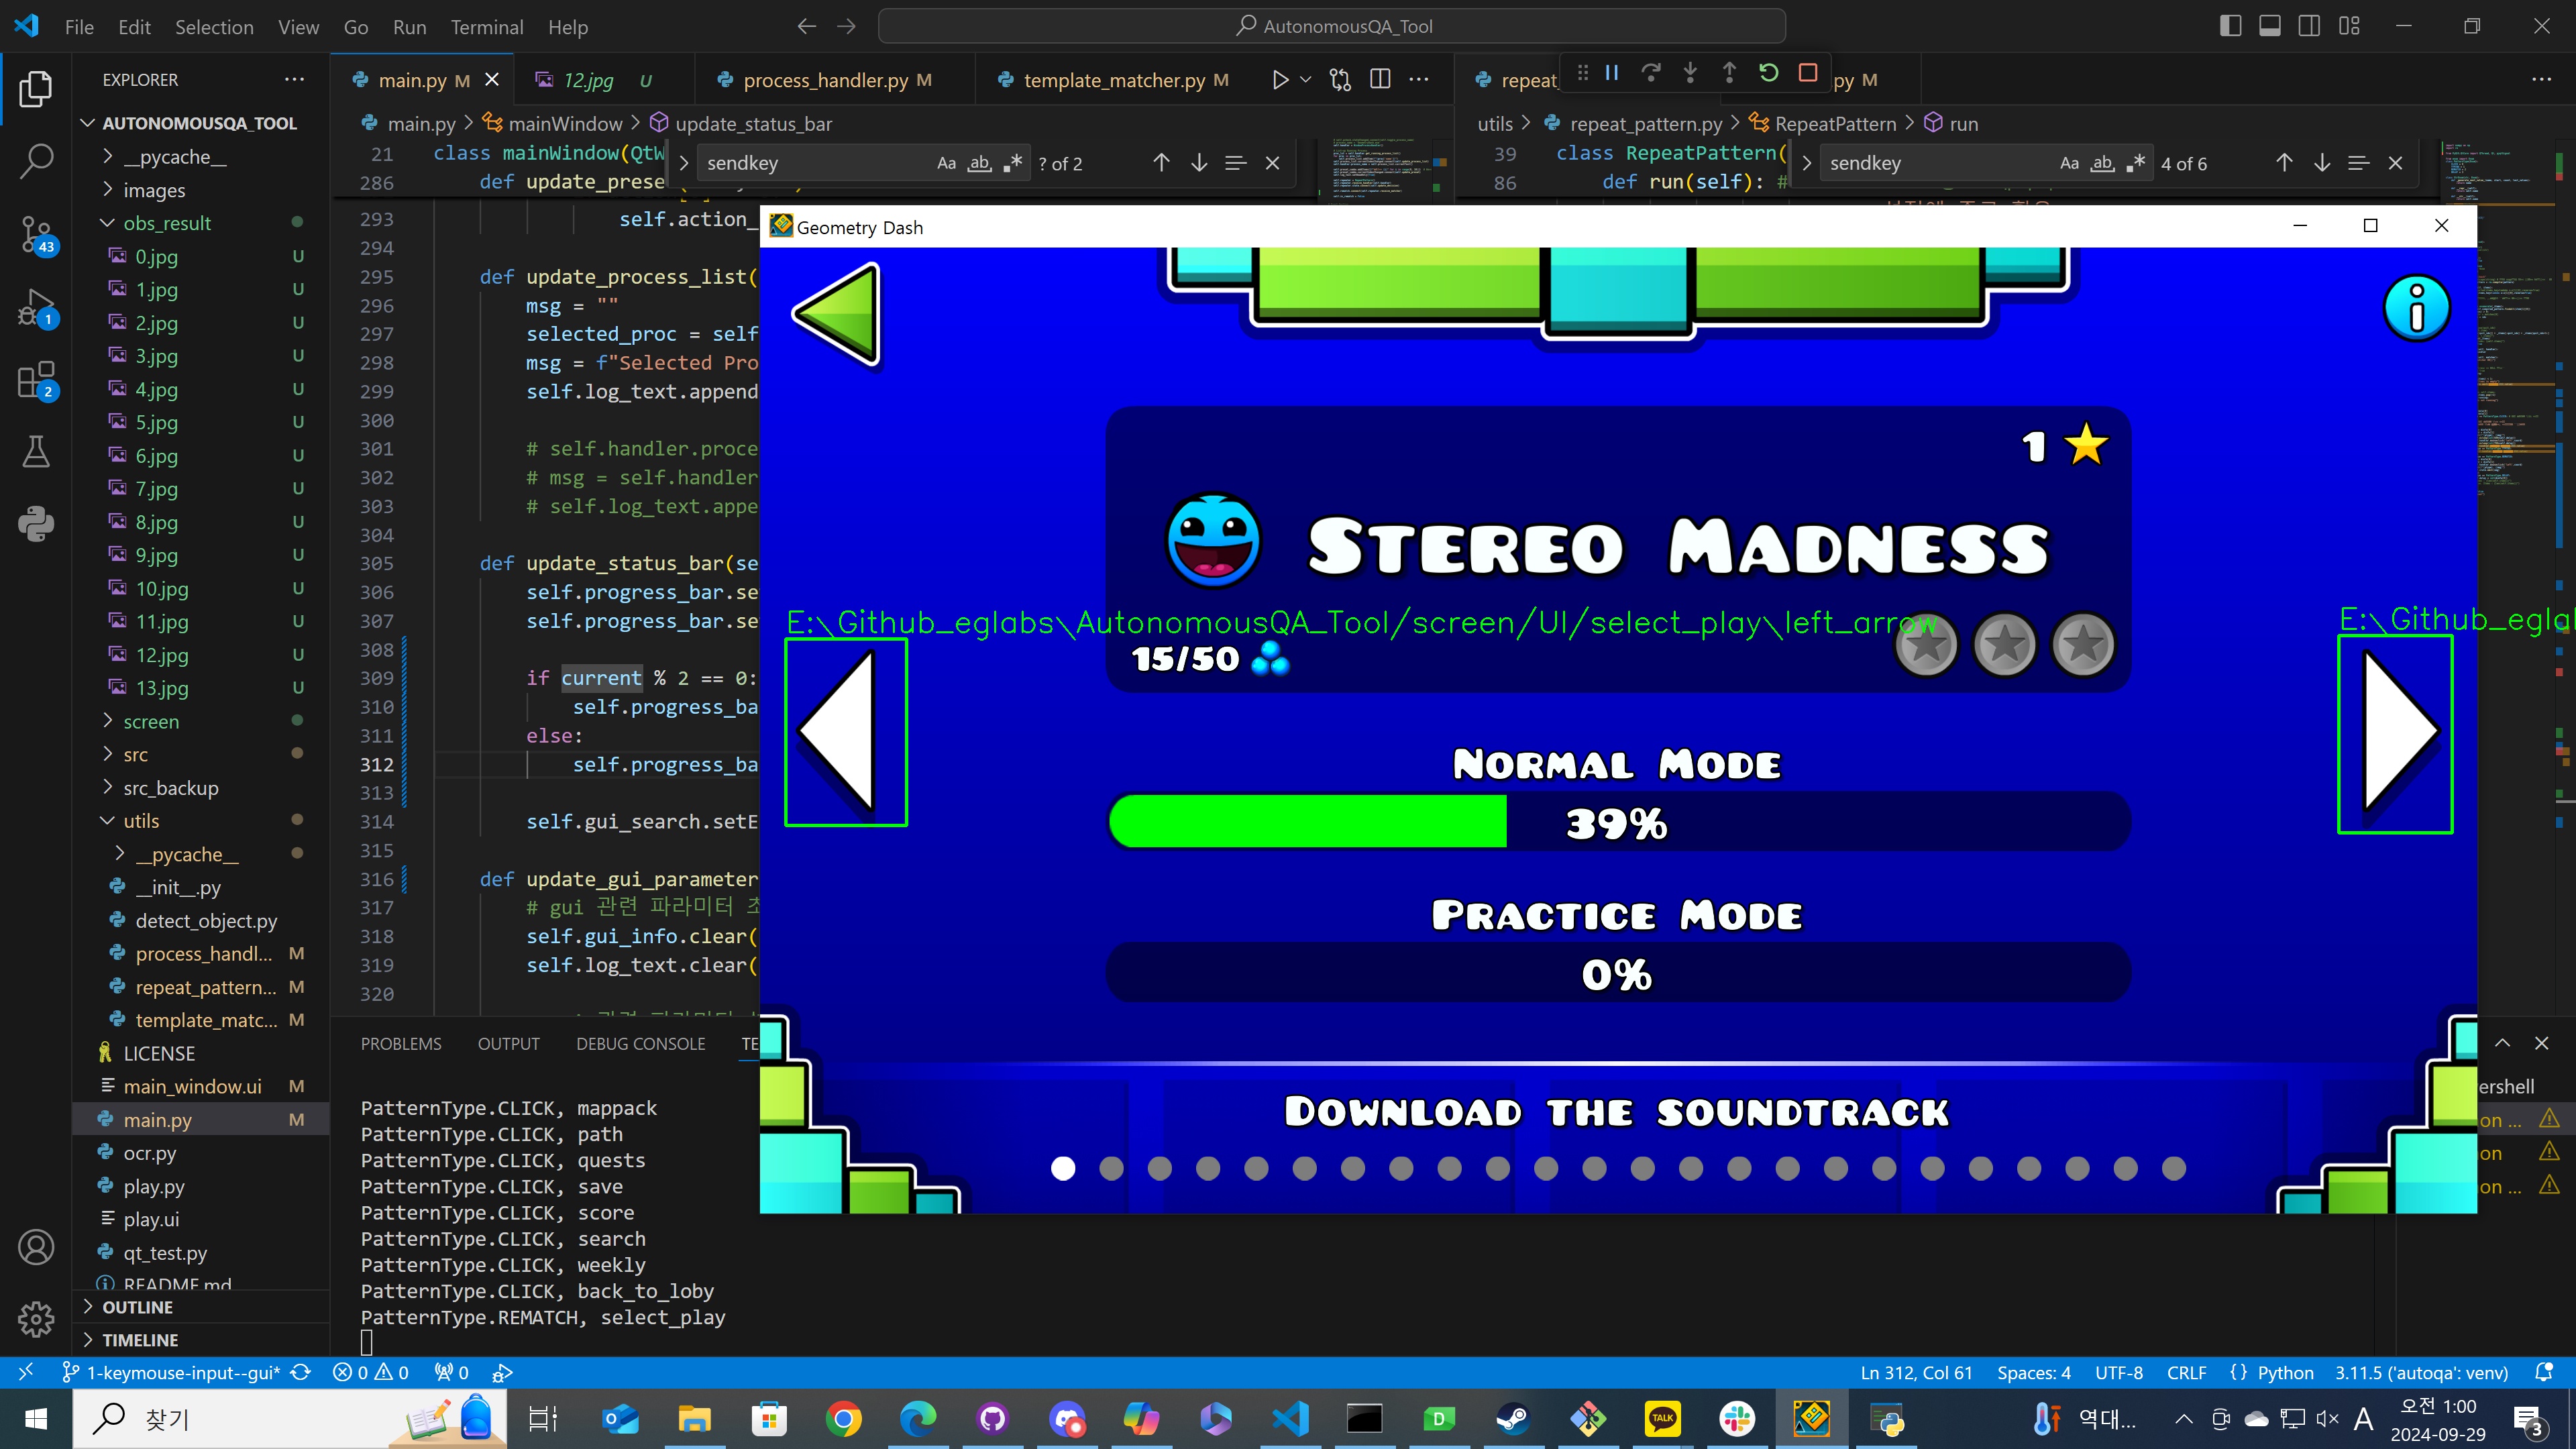 File Edit Selection View Go Run Terminal Help
AutonomousQA_Tool
EXPLORER
AUTONOMOUSQA_TOOL
__pycache__
images
obs_result
0.jpg U
1.jpg U
2.jpg U
3.jpg U
4.jpg U
5.jpg U
6.jpg U
7.jpg U
8.jpg U
9.jpg U
10.jpg U
11.jpg U
12.jpg U
13.jpg U
screen
src
src_backup
utils
__pycache__
__init__.py
detect_object.py
process_handl... M
repeat_pattern... M
template_matc... M
LICENSE
main_window.ui M
main.py M
ocr.py
play.py
play.ui
qt_test.py
README.md
OUTLINE
TIMELINE
43
1
2
main.py M
12.jpg U
process_handler.py M
template_matcher.py M
main.py > mainWindow > update_status_bar
sendkey
Aa ab ? of 2
21 class mainWindow(QtW
286 def update_prese
293 self.action_
294
295 def update_process_list(
296 msg = ""
297 selected_proc = self
298 msg = f"Selected Pro
299 self.log_text.append
300
301 # self.handler.proce
302 # msg = self.handler
303 # self.log_text.appe
304
305 def update_status_bar(se
306 self.progress_bar.se
307 self.progress_bar.se
308
309 if current % 2 == 0:
310 self.progress_ba
311 else:
312 self.progress_ba
313
314 self.gui_search.setE
315
316 def update_gui_parameter
317 # gui 관련 파라미터 초
318 self.gui_info.clear(
319 self.log_text.clear(
320
repeat_
py M
utils > repeat_pattern.py > RepeatPattern > run
sendkey
Aa ab 4 of 6
39 class RepeatPattern(
86 def run(self): #
Geometry Dash
1
Stereo Madness
E:\Github_eglabs\AutonomousQA_Tool/screen/UI/select_play\left_arrow
E:\Github_eglab
15/50
Normal Mode
39%
Practice Mode
0%
Download the soundtrack
PROBLEMS OUTPUT DEBUG CONSOLE TE
PatternType.CLICK, mappack
PatternType.CLICK, path
PatternType.CLICK, quests
PatternType.CLICK, save
PatternType.CLICK, score
PatternType.CLICK, search
PatternType.CLICK, weekly
PatternType.CLICK, back_to_loby
PatternType.REMATCH, select_play
ershell
on ...
on
on ...
1-keymouse-input--gui* 0 0 0
Ln 312, Col 61 Spaces: 4 UTF-8 CRLF {} Python 3.11.5 ('autoqa': venv)
찾기
TALK
역대...
A
오전 1:00
2024-09-29
3